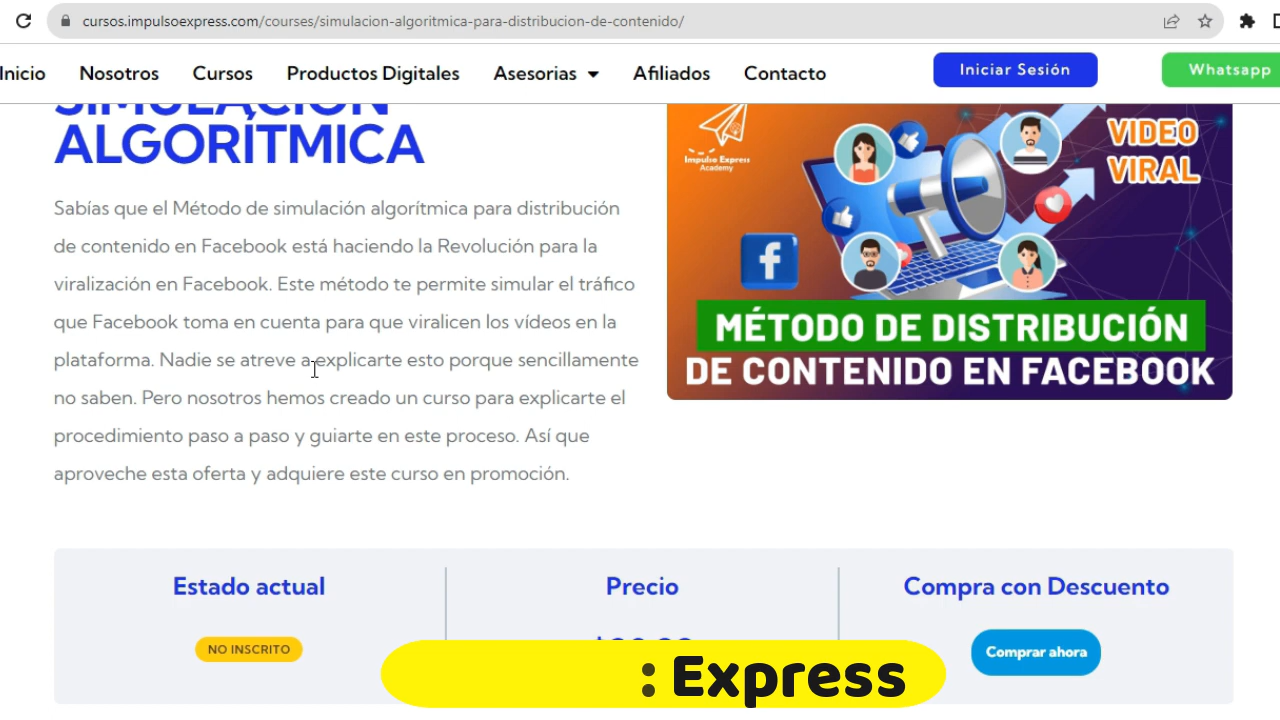 cursos.impulsoexpress.com/courses/simulacion-algoritmica-para-distribucion-de-contenido/
Inicio Nosotros Cursos Productos Digitales Asesorias Afiliados Contacto Iniciar Sesión Whatsapp
SIMULACIÓN
ALGORÍTMICA
Sabías que el Método de simulacion algorítmica para distribución
de contenido en Facebook está haciendo la Revolución para la
viralización en Facebook. Este método te permite simular el tráfico
que Facebook toma en cuenta para que viralicen los vídeos en la
plataforma. Nadie se atreve a explicarte esto porque sencillamente
no saben. Pero nosotros hemos creado un curso para explicarte el
procedimiento paso a paso y guiarte en este proceso. Así que
aproveche esta oferta y adquiere este curso en promoción.
Impulso Express
Academy
VIDEO
VIRAL
MÉTODO DE DISTRIBUCIÓN
DE CONTENIDO EN FACEBOOK
Estado actual
NO INSCRITO
Precio
Compra con Descuento
Comprar ahora
: Express